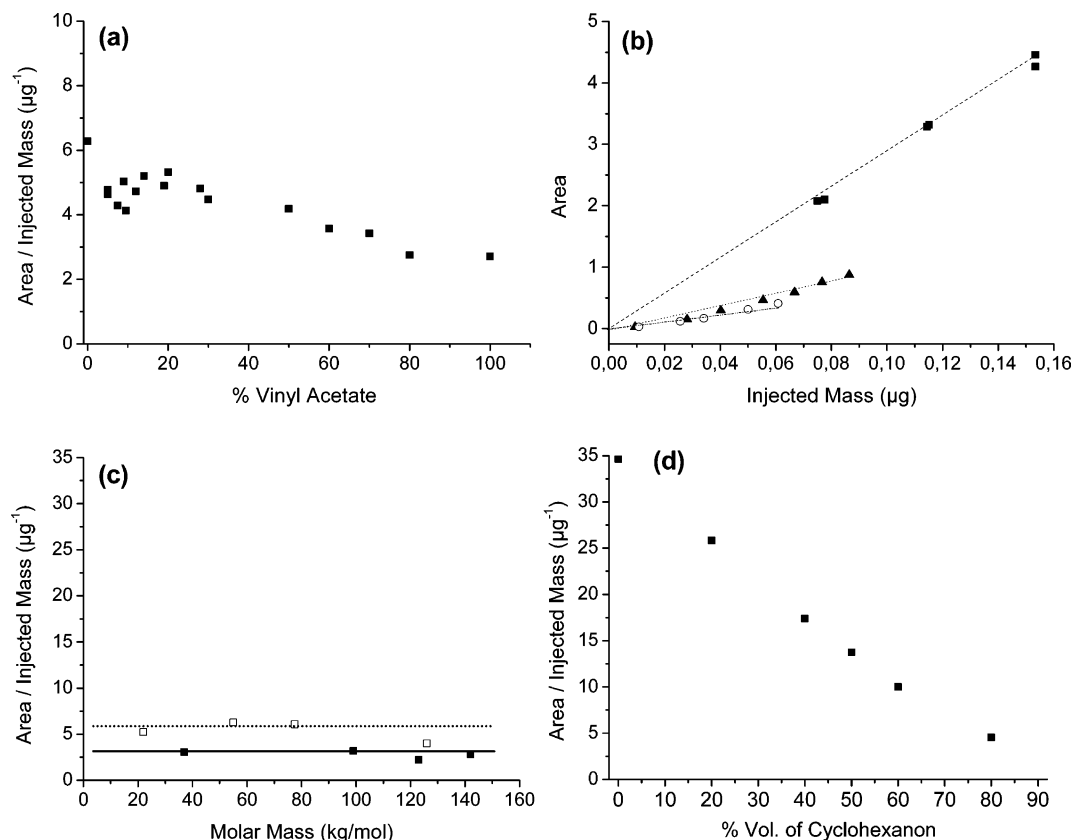 (a)
Area / Injected Mass (µg⁻¹)
10
8
6
4
2
0
0 20 40 60 80 100
% Vinyl Acetate
(b)
Area
5
4
3
2
1
0
0,00 0,02 0,04 0,06 0,08 0,10 0,12 0,14 0,16
Injected Mass (µg)
(c)
Area / Injected Mass (µg⁻¹)
35
30
25
20
15
10
5
0
0 20 40 60 80 100 120 140 160
Molar Mass (kg/mol)
(d)
Area / Injected Mass (µg⁻¹)
35
30
25
20
15
10
5
0
0 10 20 30 40 50 60 70 80 90
% Vol. of Cyclohexanon